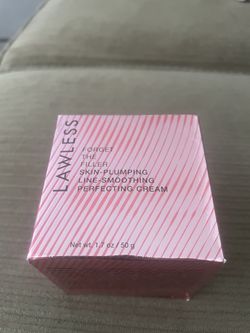 LAWLESS
FORGET
THE
FILLER
SKIN-PLUMPING
LINE-SMOOTHING
PERFECTING CREAM
Net wt. 1.7 oz / 50 g